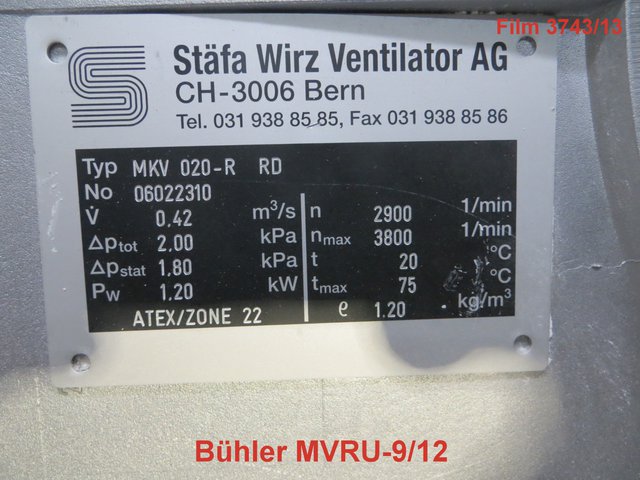 Film 3743/13
Stäfa Wirz Ventilator AG
CH-3006 Bern
Tel. 031 938 85 85, Fax 031 938 85 86
Typ MKV 020-R RD
No 06022310
V̇ 0,42 m³/s n 2900 1/min
Δptot 2,00 kPa nmax 3800 1/min
Δpstat 1,80 kPa t 20 °C
Pw 1,20 kW tmax 75 °C
ATEX/ZONE 22 ϱ 1.20 kg/m³
Bühler MVRU-9/12